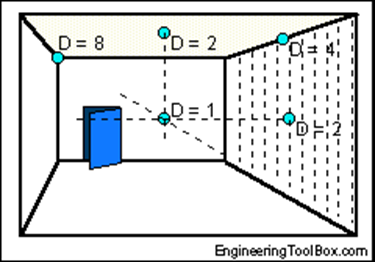 D = 8
D = 2
D = 4
D = 1
D = 2
EngineeringToolBox.com